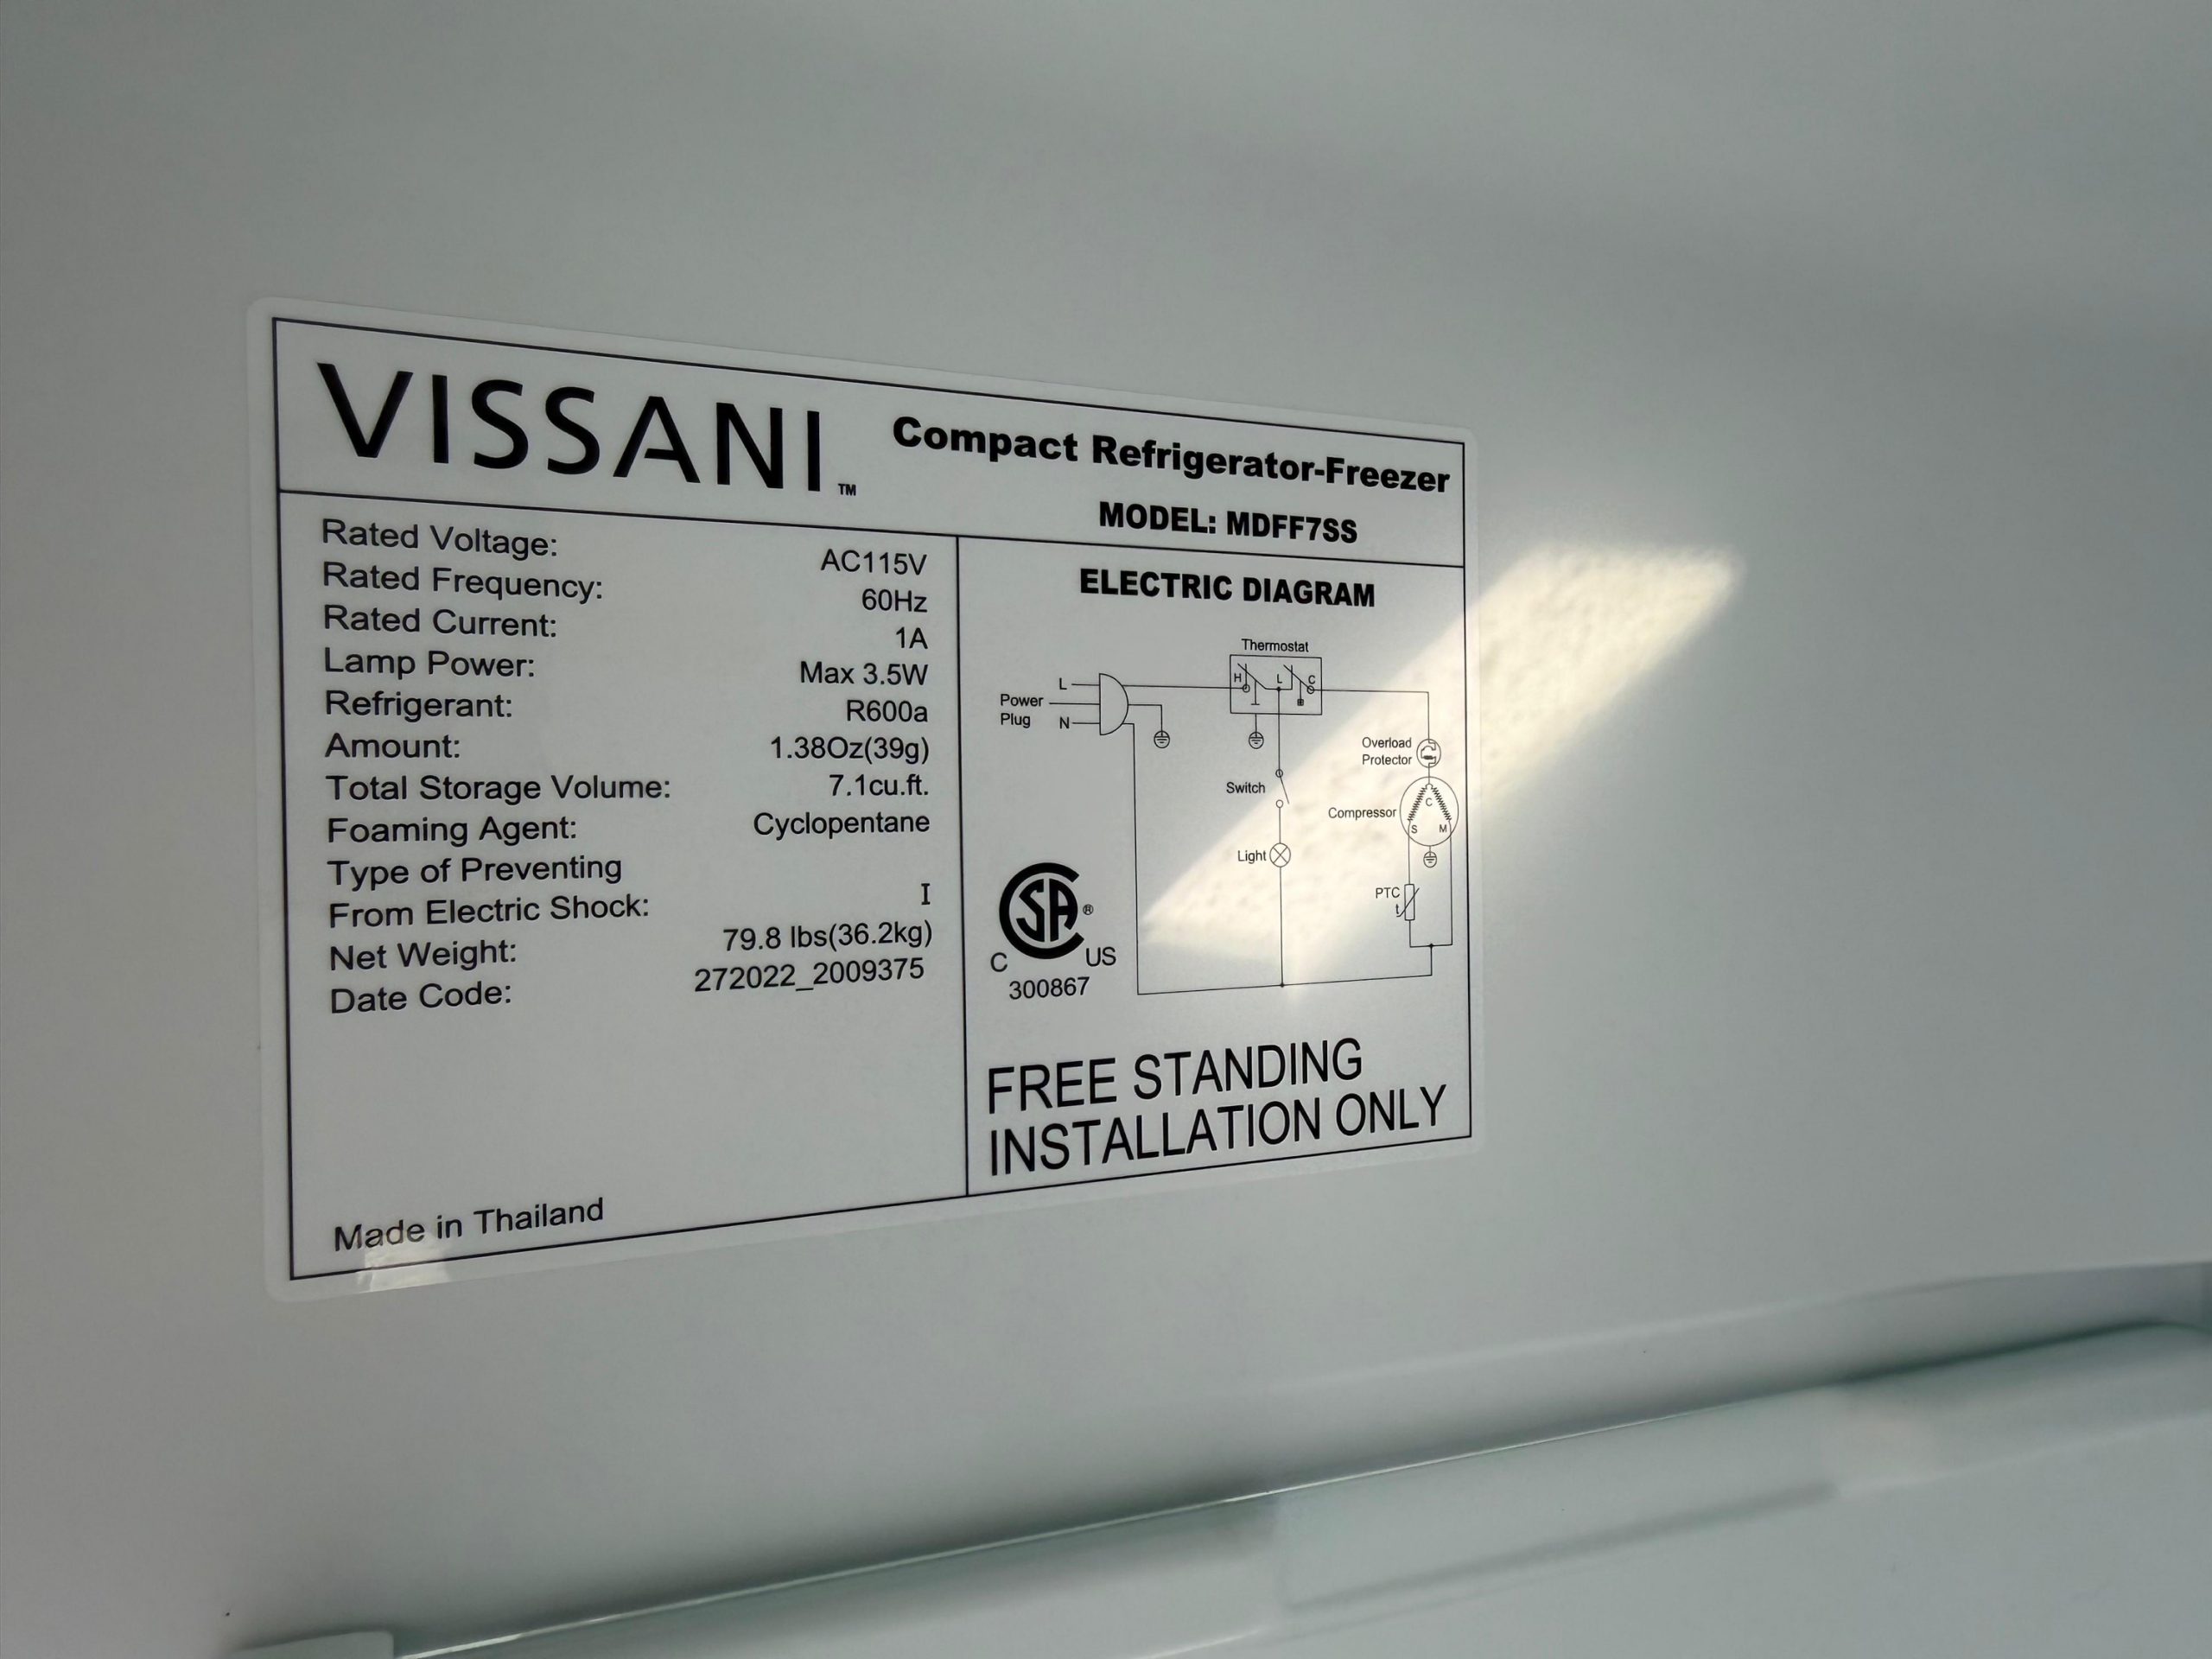 VISSANI™
Compact Refrigerator-Freezer
MODEL: MDFF7SS
Rated Voltage: AC115V
Rated Frequency: 60Hz
Rated Current: 1A
Lamp Power: Max 3.5W
Refrigerant: R600a
Amount: 1.38Oz(39g)
Total Storage Volume: 7.1cu.ft.
Foaming Agent: Cyclopentane
Type of Preventing
From Electric Shock: I
Net Weight: 79.8 lbs(36.2kg)
Date Code: 272022_2009375
Made in Thailand
ELECTRIC DIAGRAM
Thermostat
H L C
L
Power
Plug
N
Overload
Protector
Switch
Compressor
C
S M
Light
PTC
t
CSA®
C US
300867
FREE STANDING
INSTALLATION ONLY